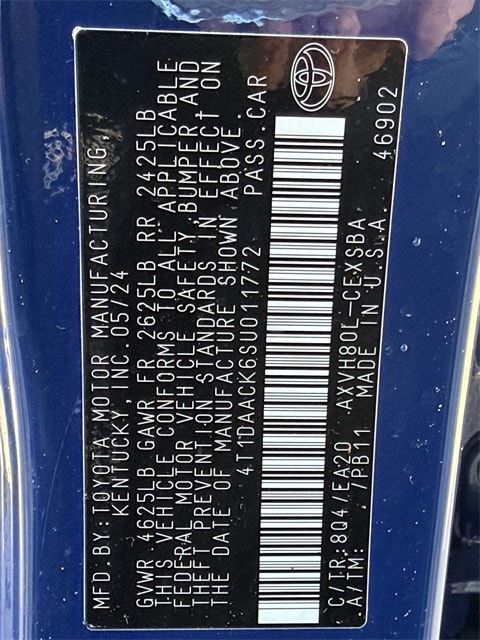 MFD. BY: TOYOTA MOTOR MANUFACTURING,
KENTUCKY, INC. 05/24
GVWR 4625LB GAWR FR 2625LB RR 2425LB
THIS VEHICLE CONFORMS TO ALL APPLICABLE
FEDERAL MOTOR VEHICLE SAFETY, BUMPER AND
THEFT PREVENTION STANDARDS IN EFFECT ON
THE DATE OF MANUFACTURE SHOWN ABOVE.
4T1DAACK6SU011772 PASS.CAR
C/TR: 8Q4/EA20 AXVH80L-CEXSBA
A/TM: /PB11 MADE IN U.S.A. 46902